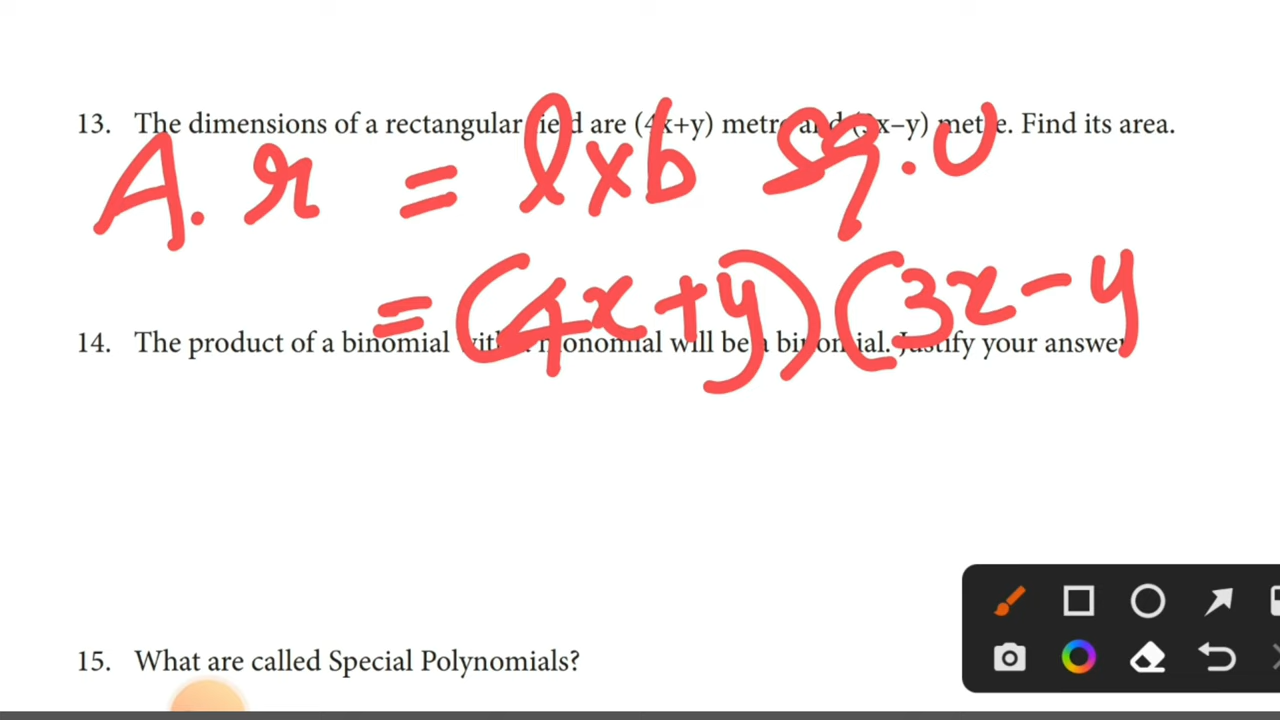 13. The dimensions of a rectangular field are (4x+y) metre and (3x–y) metre. Find its area.
A. r = l x b sq. u
= (4x + y) (3x - y
14. The product of a binomial with a monomial will be a binomial. Justify your answer
15. What are called Special Polynomials?